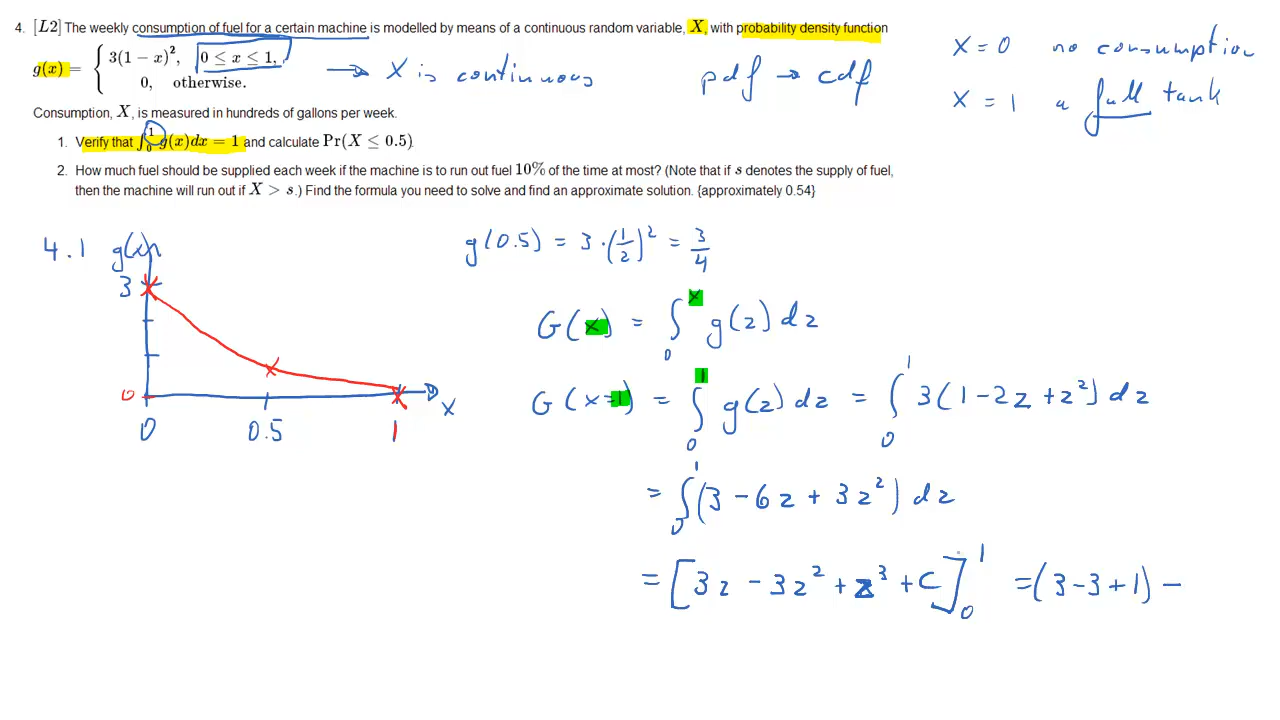 4. [L2] The weekly consumption of fuel for a certain machine is modelled by means of a continuous random variable, X, with probability density function
g(x) = { 3(1 − x)², 0 ≤ x ≤ 1,
0, otherwise.
→ X is continuous
pdf → cdf
X = 0 no consumption
X = 1 a full tank
Consumption, X, is measured in hundreds of gallons per week.
1. Verify that ∫₀¹ g(x)dx = 1 and calculate Pr(X ≤ 0.5).
2. How much fuel should be supplied each week if the machine is to run out fuel 10% of the time at most? (Note that if s denotes the supply of fuel,
then the machine will run out if X > s.) Find the formula you need to solve and find an approximate solution. {approximately 0.54}
4.1 g(x)
3
0
0 0.5 1
X
g(0.5) = 3 · (1/2)² = 3/4
G(x) = ∫₀ˣ g(z) dz
G(x=1) = ∫₀¹ g(z) dz = ∫₀¹ 3(1-2z+z²) dz
= ∫₀¹ (3 - 6z + 3z²) dz
= [3z - 3z² + z³ + C]₀¹ = (3-3+1) -